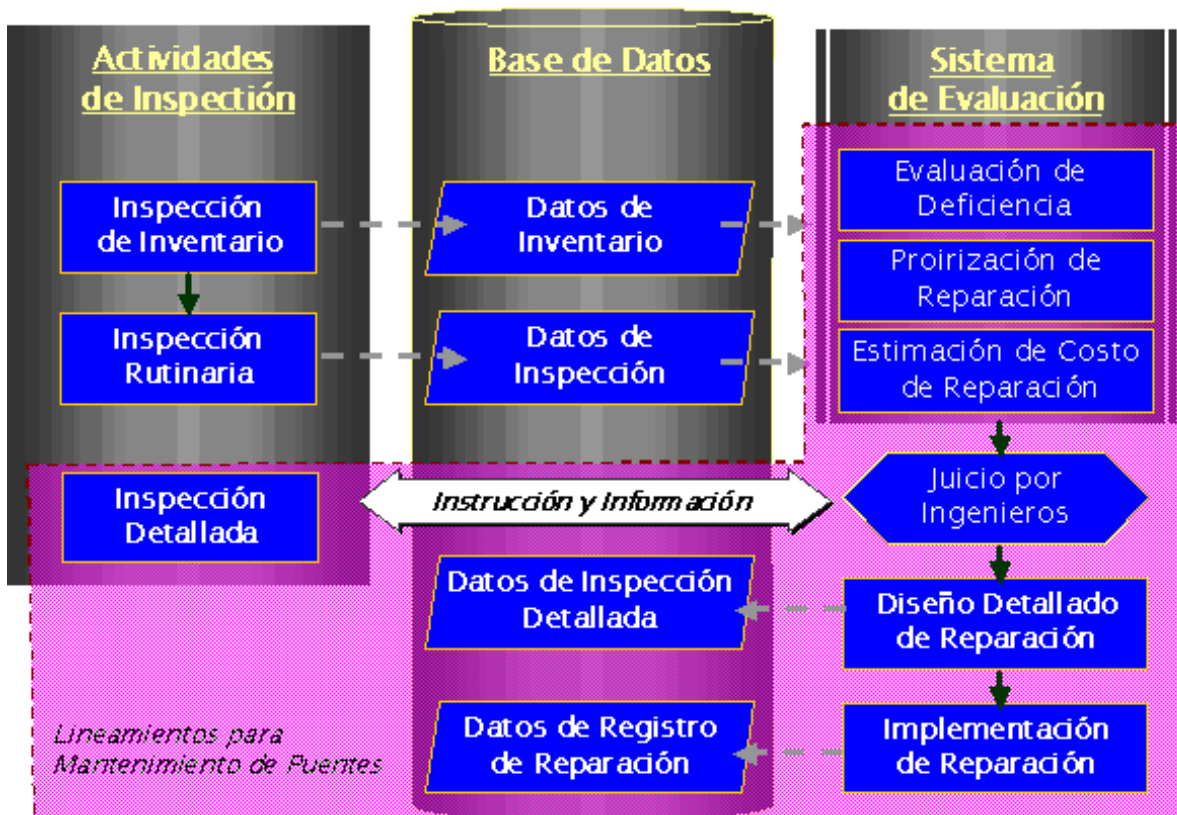 Actividades
de Inspectión
Inspección
de Inventario
Inspección
Rutinaria
Inspección
Detallada
Lineamientos para
Mantenimiento de Puentes
Base de Datos
Datos de
Inventario
Datos de
Inspección
Instrucción y Información
Datos de Inspección
Detallada
Datos de Registro
de Reparación
Sistema
de Evaluación
Evaluación de
Deficiencia
Proirización de
Reparación
Estimación de Costo
de Reparación
Juicio por
Ingenieros
Diseño Detallado
de Reparación
Implementación
de Reparación